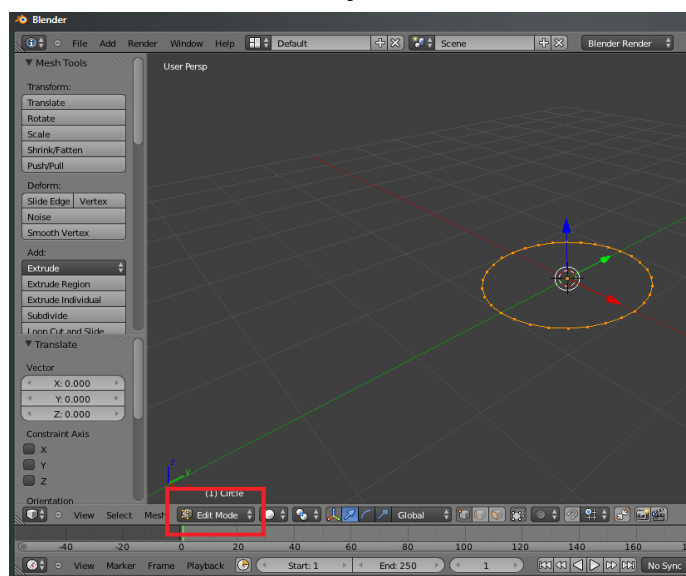 Blender
File Add Render Window Help Default Scene Blender Render
Mesh Tools
User Persp
Transform:
Translate
Rotate
Scale
Shrink/Fatten
Push/Pull
Deform:
Slide Edge Vertex
Noise
Smooth Vertex
Add:
Extrude
Extrude Region
Extrude Individual
Subdivide
Loop Cut and Slide
Translate
Vector
X: 0.000
Y: 0.000
Z: 0.000
Constraint Axis
X
Y
Z
z
y
Orientation
(1) Circle
View Select Mesh Edit Mode Global
-40 -20 0 20 40 60 80 100 120 140 160
View Marker Frame Playback Start: 1 End: 250 1 No Sync